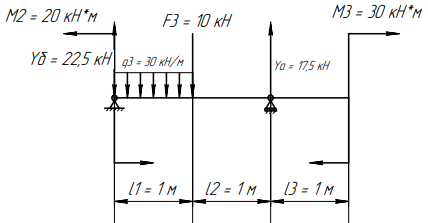 M2 = 20 кН*м
F3 = 10 кН
M3 = 30 кН*м
Yб = 22,5 кН
q3 = 30 кН/м
Yа = 17,5 кН
l1 = 1 м
l2 = 1 м
l3 = 1 м